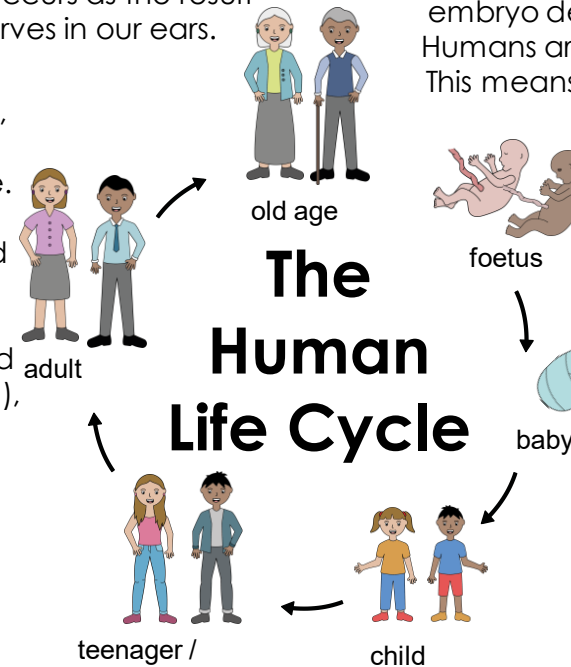 rves in our ears.
embryo de
Humans ar
This means
,
e.
d
d
),
old age
foetus
adult
The
Human
Life Cycle
baby
teenager /
child